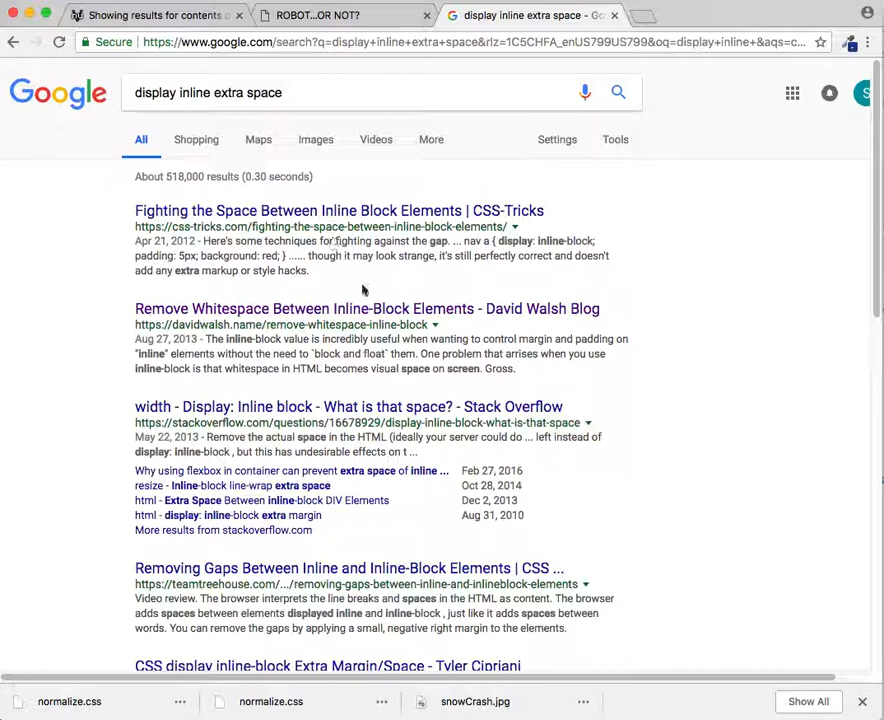 Showing results for contents o
ROBOT...OR NOT?
display inline extra space - Go
Secure
https://www.google.com/search?q=display+inline+extra+space&rlz=1C5CHFA_enUS799US799&oq=display+inline+&aqs=c...
Google
display inline extra space
S
All
Shopping
Maps
Images
Videos
More
Settings
Tools
About 518,000 results (0.30 seconds)
Fighting the Space Between Inline Block Elements | CSS-Tricks
https://css-tricks.com/fighting-the-space-between-inline-block-elements/
Apr 21, 2012 - Here's some techniques for fighting against the gap. ... nav a { display: inline-block;
padding: 5px; background: red; } ...... though it may look strange, it's still perfectly correct and doesn't
add any extra markup or style hacks.
Remove Whitespace Between Inline-Block Elements - David Walsh Blog
https://davidwalsh.name/remove-whitespace-inline-block
Aug 27, 2013 - The inline-block value is incredibly useful when wanting to control margin and padding on
"inline" elements without the need to `block and float` them. One problem that arrises when you use
inline-block is that whitespace in HTML becomes visual space on screen. Gross.
width - Display: Inline block - What is that space? - Stack Overflow
https://stackoverflow.com/questions/16678929/display-inline-block-what-is-that-space
May 22, 2013 - Remove the actual space in the HTML (ideally your server could do ... left instead of
display: inline-block , but this has undesirable effects on t ...
Why using flexbox in container can prevent extra space of inline ...
Feb 27, 2016
resize - Inline-block line-wrap extra space
Oct 28, 2014
html - Extra Space Between inline-block DIV Elements
Dec 2, 2013
html - display: inline-block extra margin
Aug 31, 2010
More results from stackoverflow.com
Removing Gaps Between Inline and Inline-Block Elements | CSS ...
https://teamtreehouse.com/.../removing-gaps-between-inline-and-inlineblock-elements
Video review. The browser interprets the line breaks and spaces in the HTML as content. The browser
adds spaces between elements displayed inline and inline-block , just like it adds spaces between
words. You can remove the gaps by applying a small, negative right margin to the elements.
CSS display inline-block Extra Margin/Space - Tyler Cipriani
normalize.css
normalize.css
snowCrash.jpg
Show All